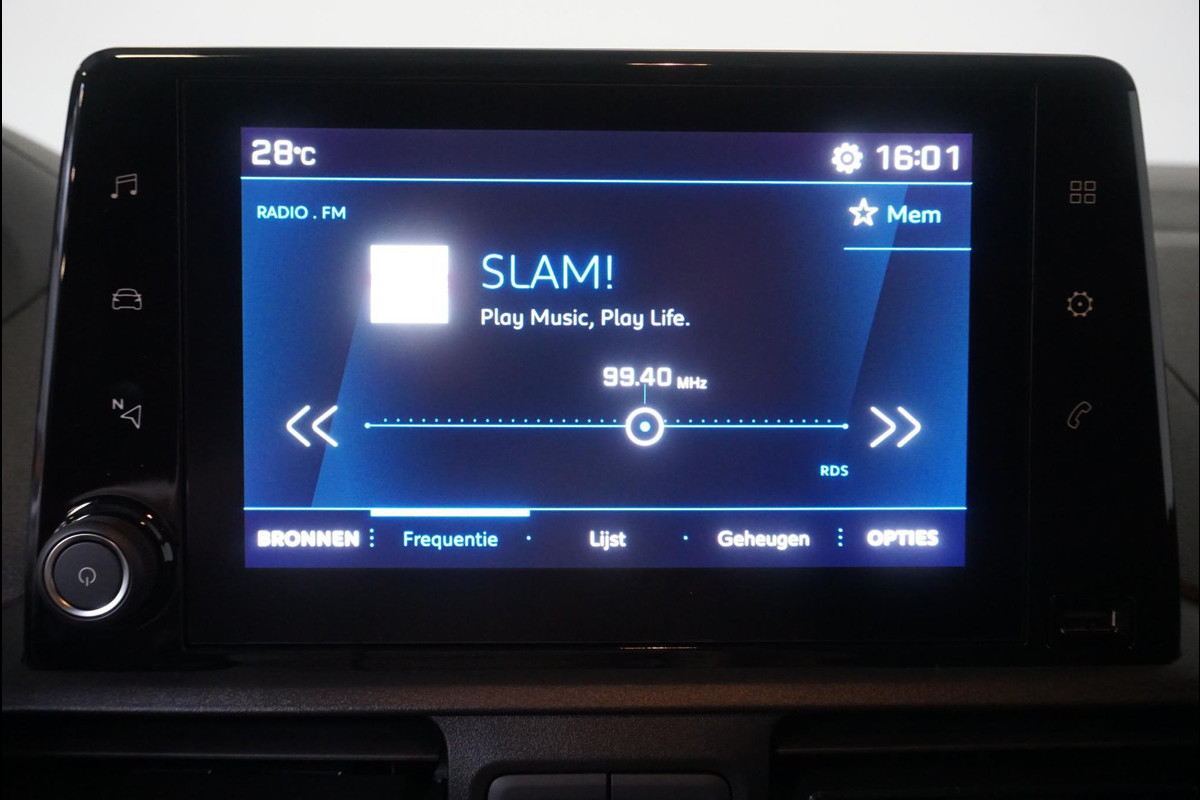 28°C
16:01
RADIO . FM
Mem
SLAM!
Play Music, Play Life.
99.40 MHz
RDS
BRONNEN
Frequentie
Lijst
Geheugen
OPTIES
N